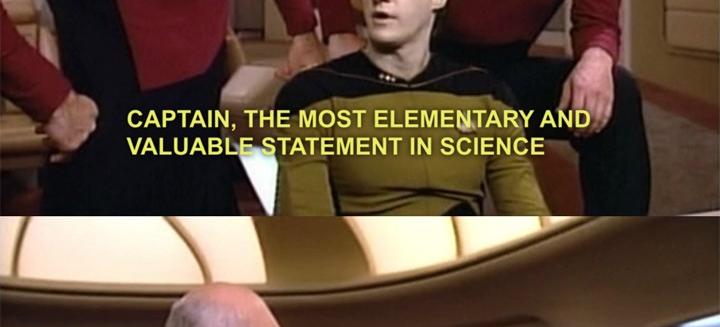 CAPTAIN, THE MOST ELEMENTARY AND
VALUABLE STATEMENT IN SCIENCE